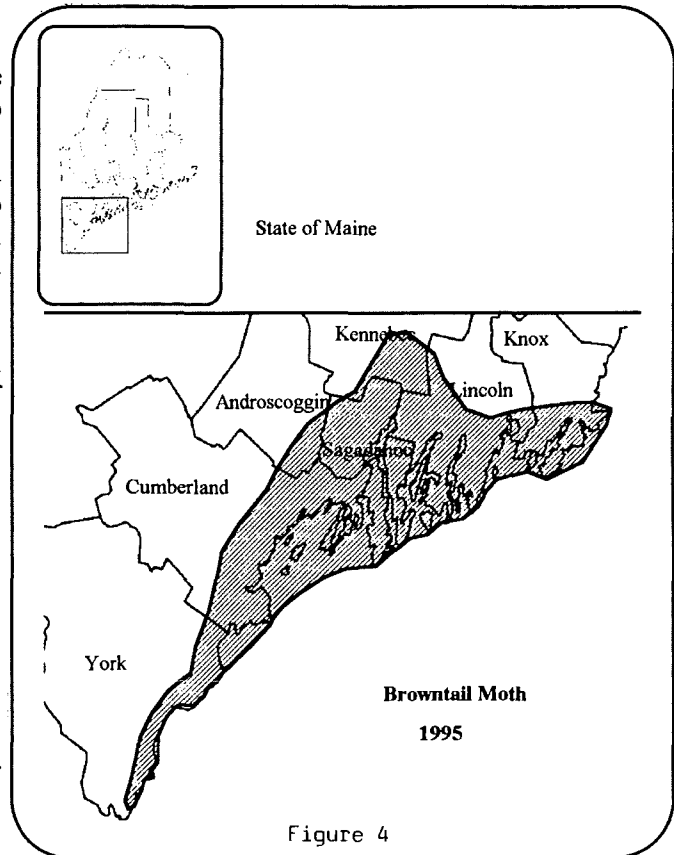 State of Maine
Kennebec
Knox
Androscoggin
Lincoln
Sagadahoc
Cumberland
York
Browntail Moth
1995
Figure 4